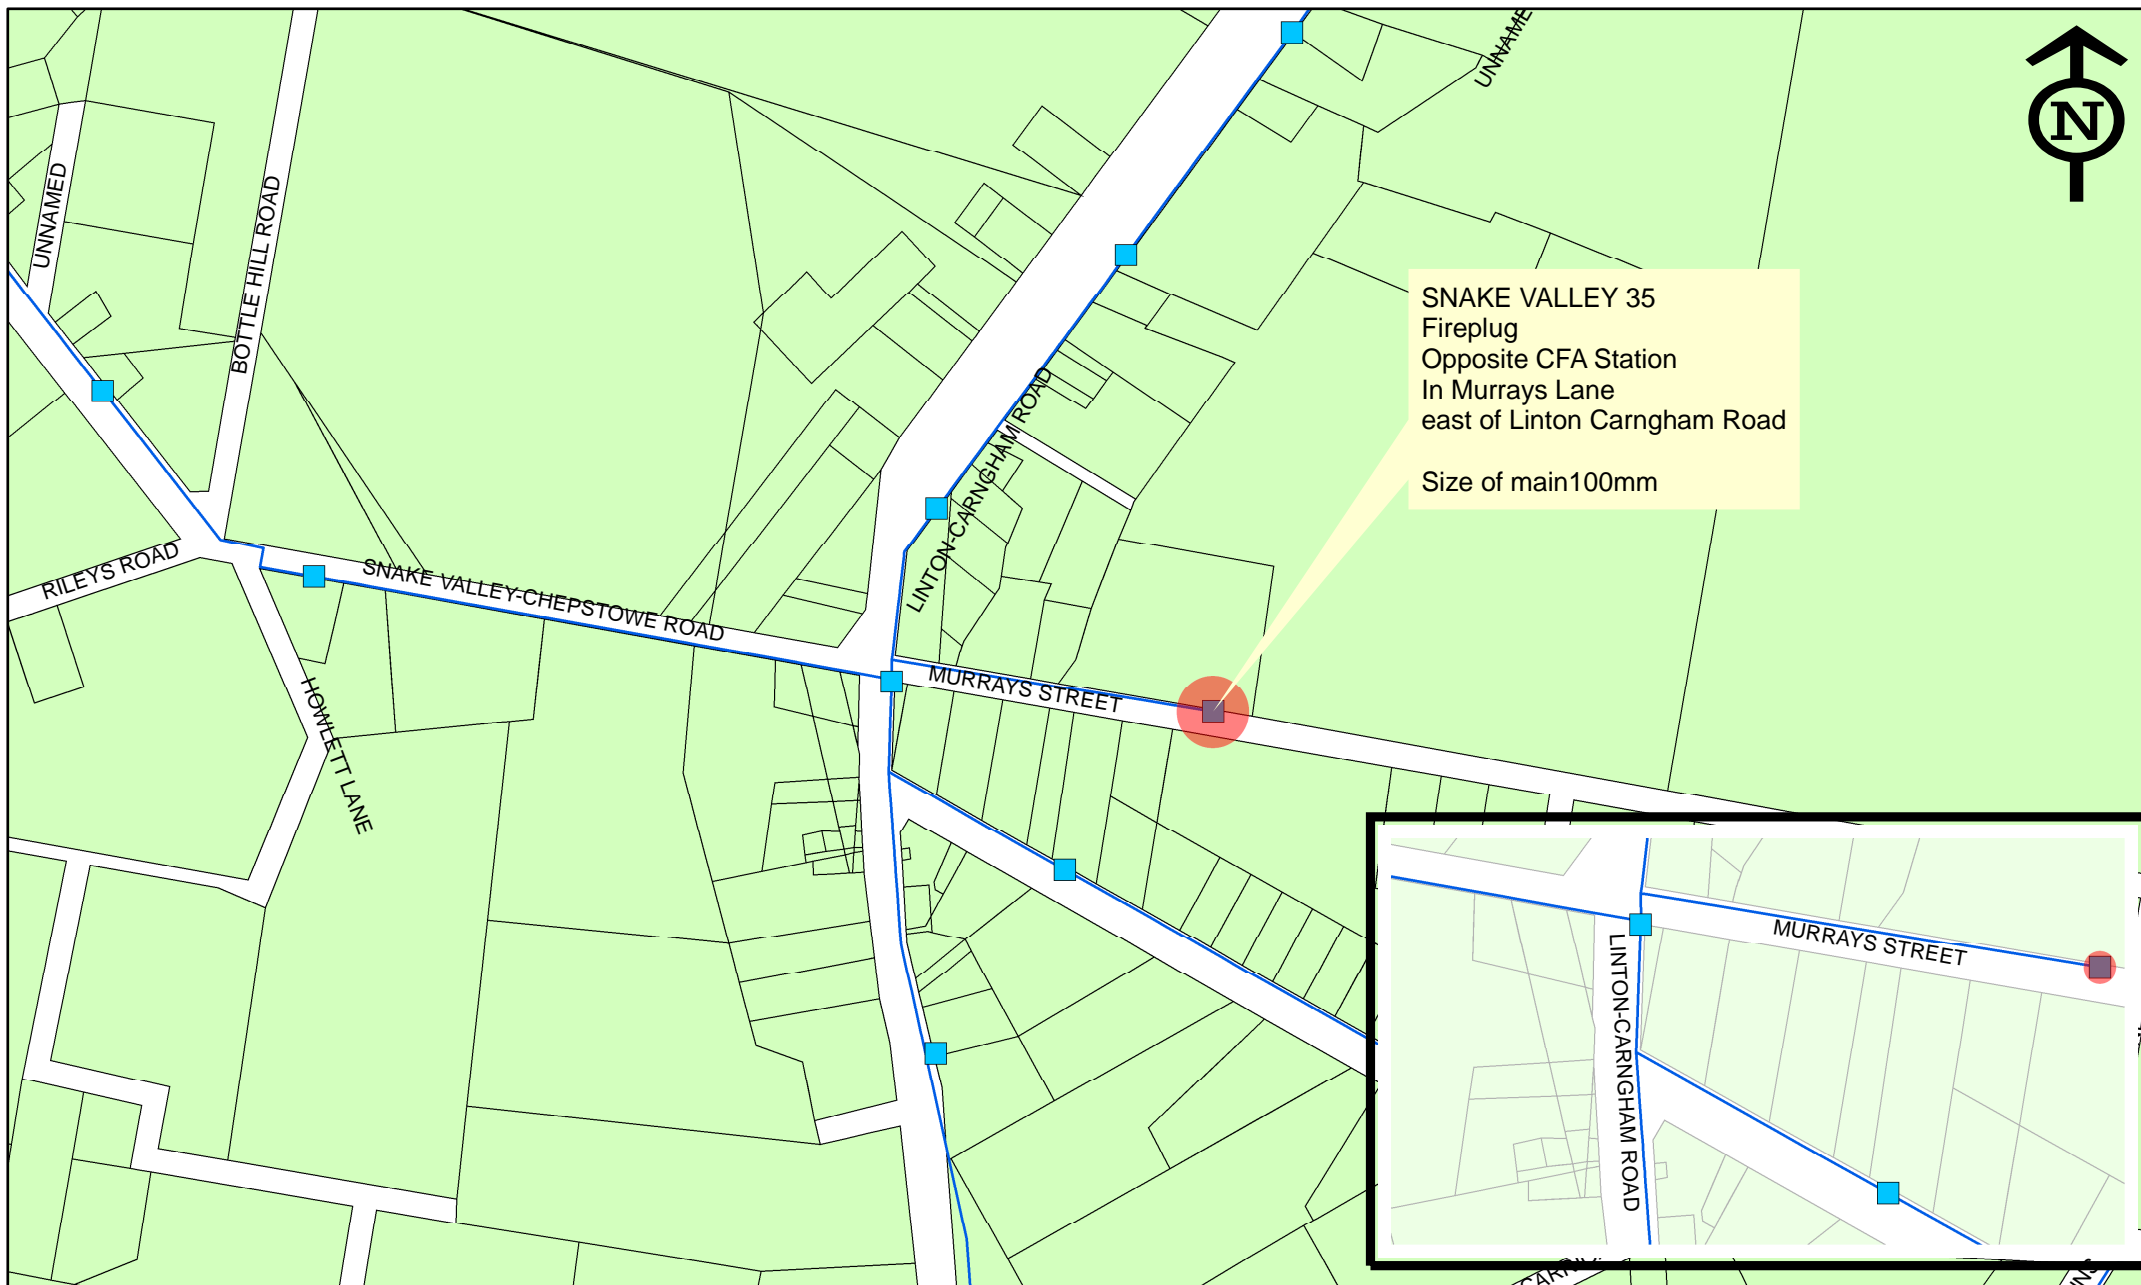 UNNAME
N
UNNAMED
BOTTLE HILL ROAD
SNAKE VALLEY 35
Fireplug
Opposite CFA Station
In Murrays Lane
east of Linton Carngham Road
Size of main100mm
LINTON-CARNGHAM ROAD
RILEYS ROAD
SNAKE VALLEY-CHEPSTOWE ROAD
MURRAYS STREET
HOWLETT LANE
MURRAYS STREET
LINTON-CARNGHAM ROAD